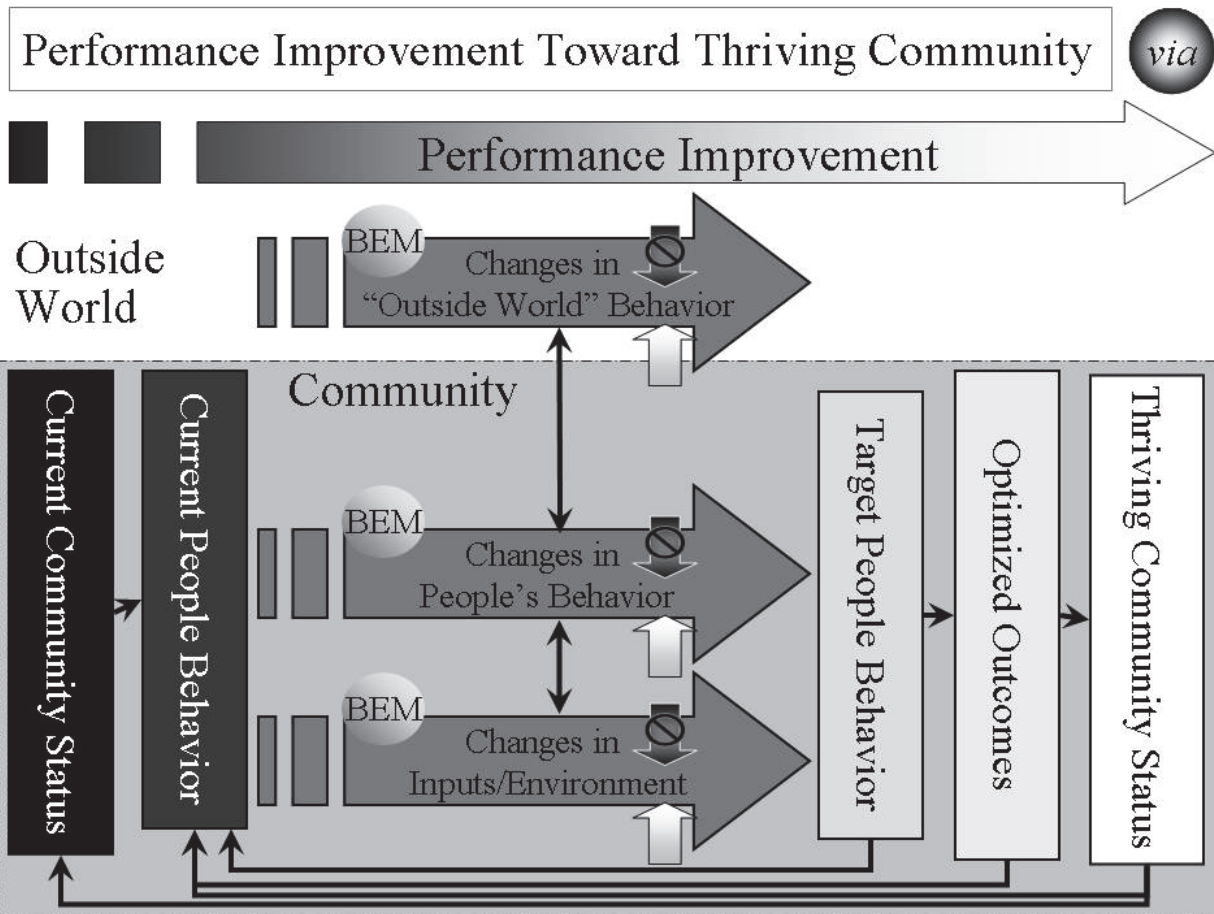 Performance Improvement Toward Thriving Community
via
Performance Improvement
Outside
World
BEM
Changes in
“Outside World” Behavior
Community
Current Community Status
Current People Behavior
BEM
Changes in
People’s Behavior
BEM
Changes in
Inputs/Environment
Target People Behavior
Optimized Outcomes
Thriving Community Status